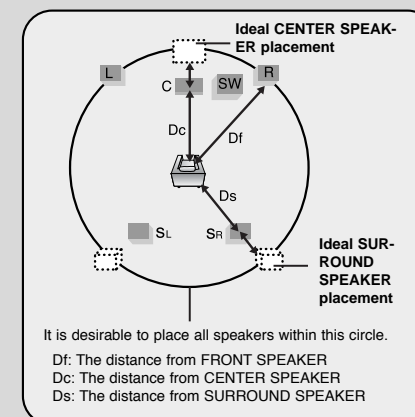 Ideal CENTER SPEAK-
ER placement
L
R
C
SW
Dc
Df
Ds
SL
SR
Ideal SUR-
ROUND
SPEAKER
placement
It is desirable to place all speakers within this circle.
Df: The distance from FRONT SPEAKER
Dc: The distance from CENTER SPEAKER
Ds: The distance from SURROUND SPEAKER